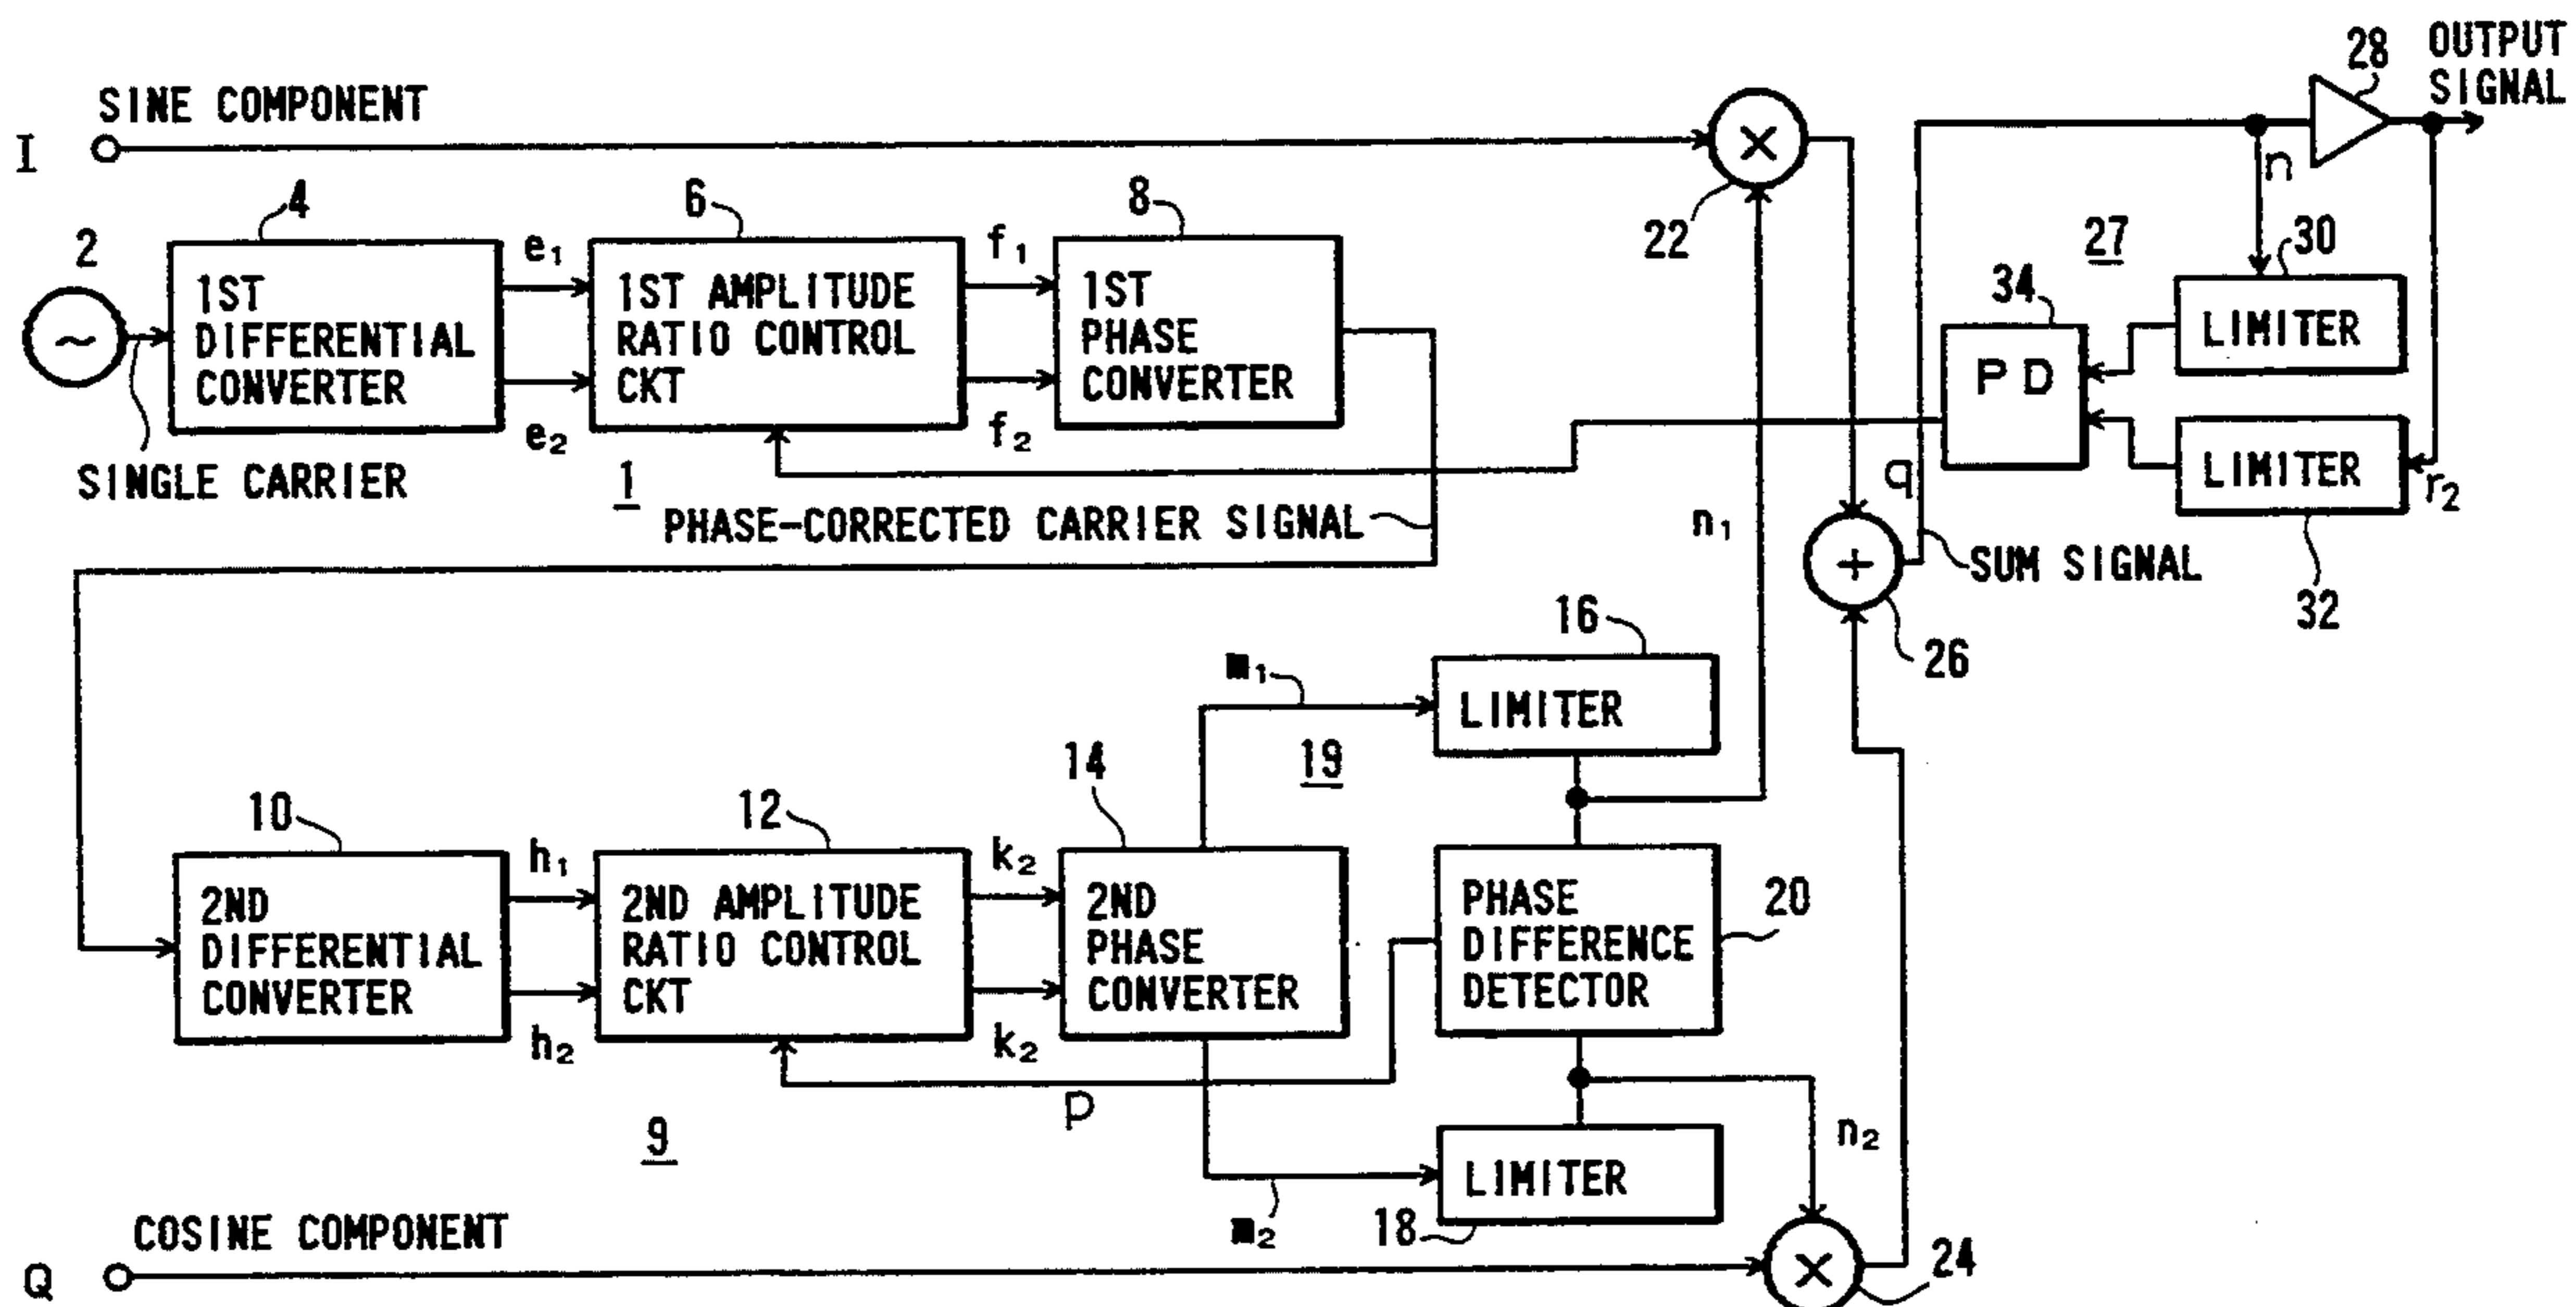 SINE COMPONENT
I
2
SINGLE CARRIER
4
1ST
DIFFERENTIAL
CONVERTER
e₁
e₂
6
1ST AMPLITUDE
RATIO CONTROL
CKT
f₁
f₂
8
1ST
PHASE
CONVERTER
1
PHASE-CORRECTED CARRIER SIGNAL
22
n₁
q
SUM SIGNAL
26
28
OUTPUT
SIGNAL
n
27
30
LIMITER
34
PD
LIMITER
r₂
32
10
2ND
DIFFERENTIAL
CONVERTER
h₁
h₂
12
2ND AMPLITUDE
RATIO CONTROL
CKT
k₂
k₂
14
2ND
PHASE
CONVERTER
p
9
m₁
16
LIMITER
19
PHASE
DIFFERENCE
DETECTOR
20
m₂
LIMITER
18
n₂
24
COSINE COMPONENT
Q